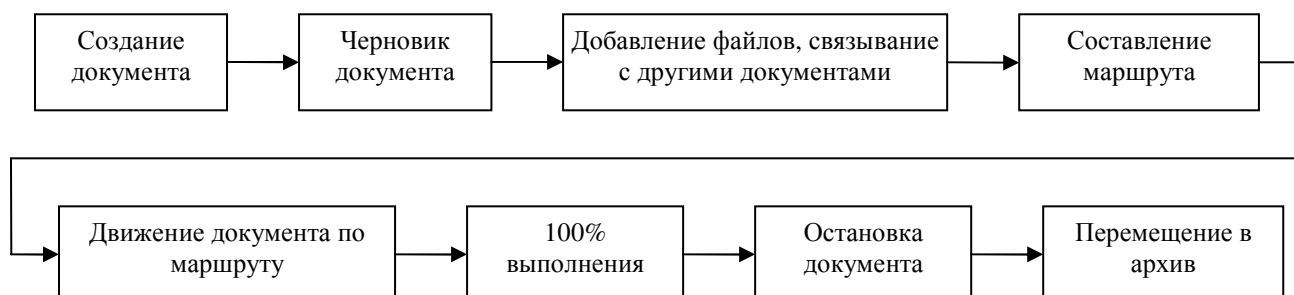 Создание
документа
Черновик
документа
Добавление файлов, связывание
с другими документами
Составление
маршрута
Движение документа по
маршруту
100%
выполнения
Остановка
документа
Перемещение в
архив